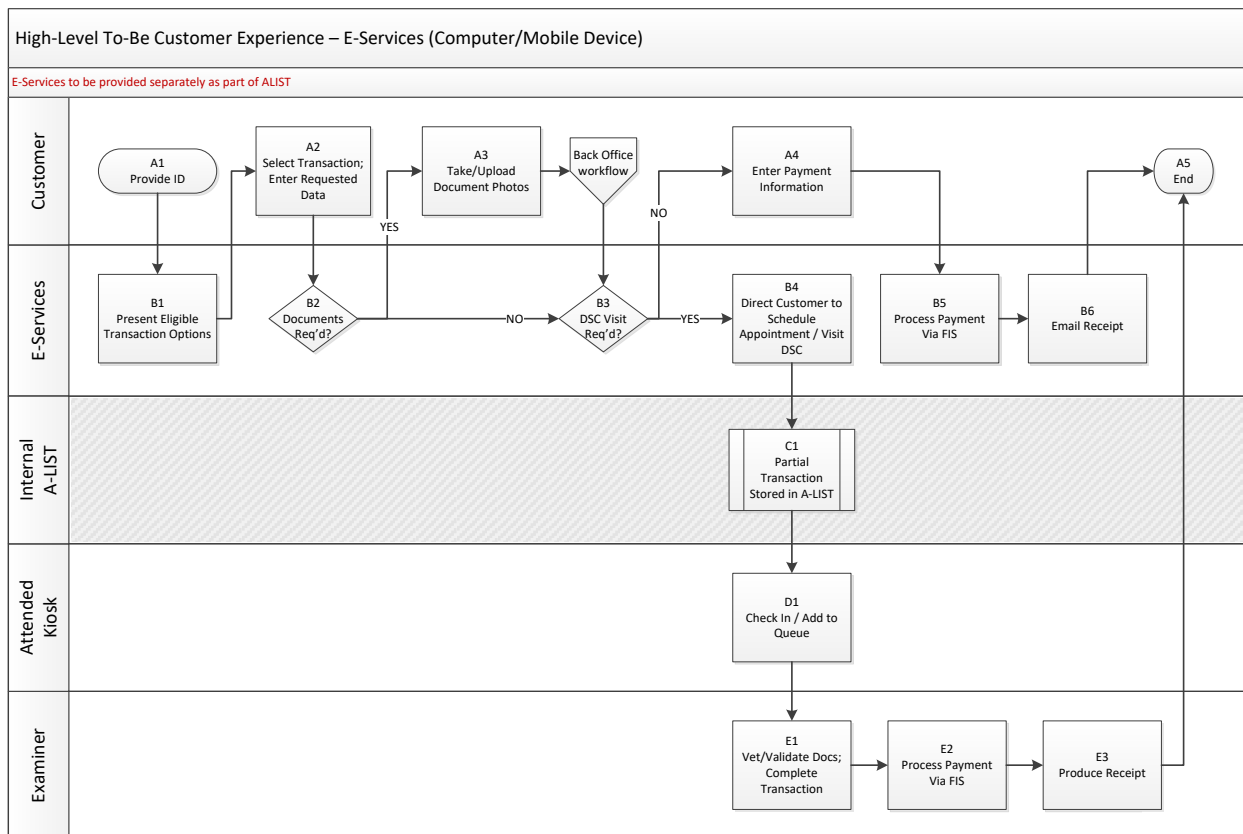 High-Level To-Be Customer Experience – E-Services (Computer/Mobile Device)
E-Services to be provided separately as part of ALIST
Customer
A1
Provide ID
A2
Select Transaction;
Enter Requested
Data
A3
Take/Upload
Document Photos
Back Office
workflow
A4
Enter Payment
Information
A5
End
YES
NO
E-Services
B1
Present Eligible
Transaction Options
B2
Documents
Req'd?
NO
B3
DSC Visit
Req'd?
YES
B4
Direct Customer to
Schedule
Appointment / Visit
DSC
B5
Process Payment
Via FIS
B6
Email Receipt
Internal
A-LIST
C1
Partial
Transaction
Stored in A-LIST
Attended
Kiosk
D1
Check In / Add to
Queue
Examiner
E1
Vet/Validate Docs;
Complete
Transaction
E2
Process Payment
Via FIS
E3
Produce Receipt